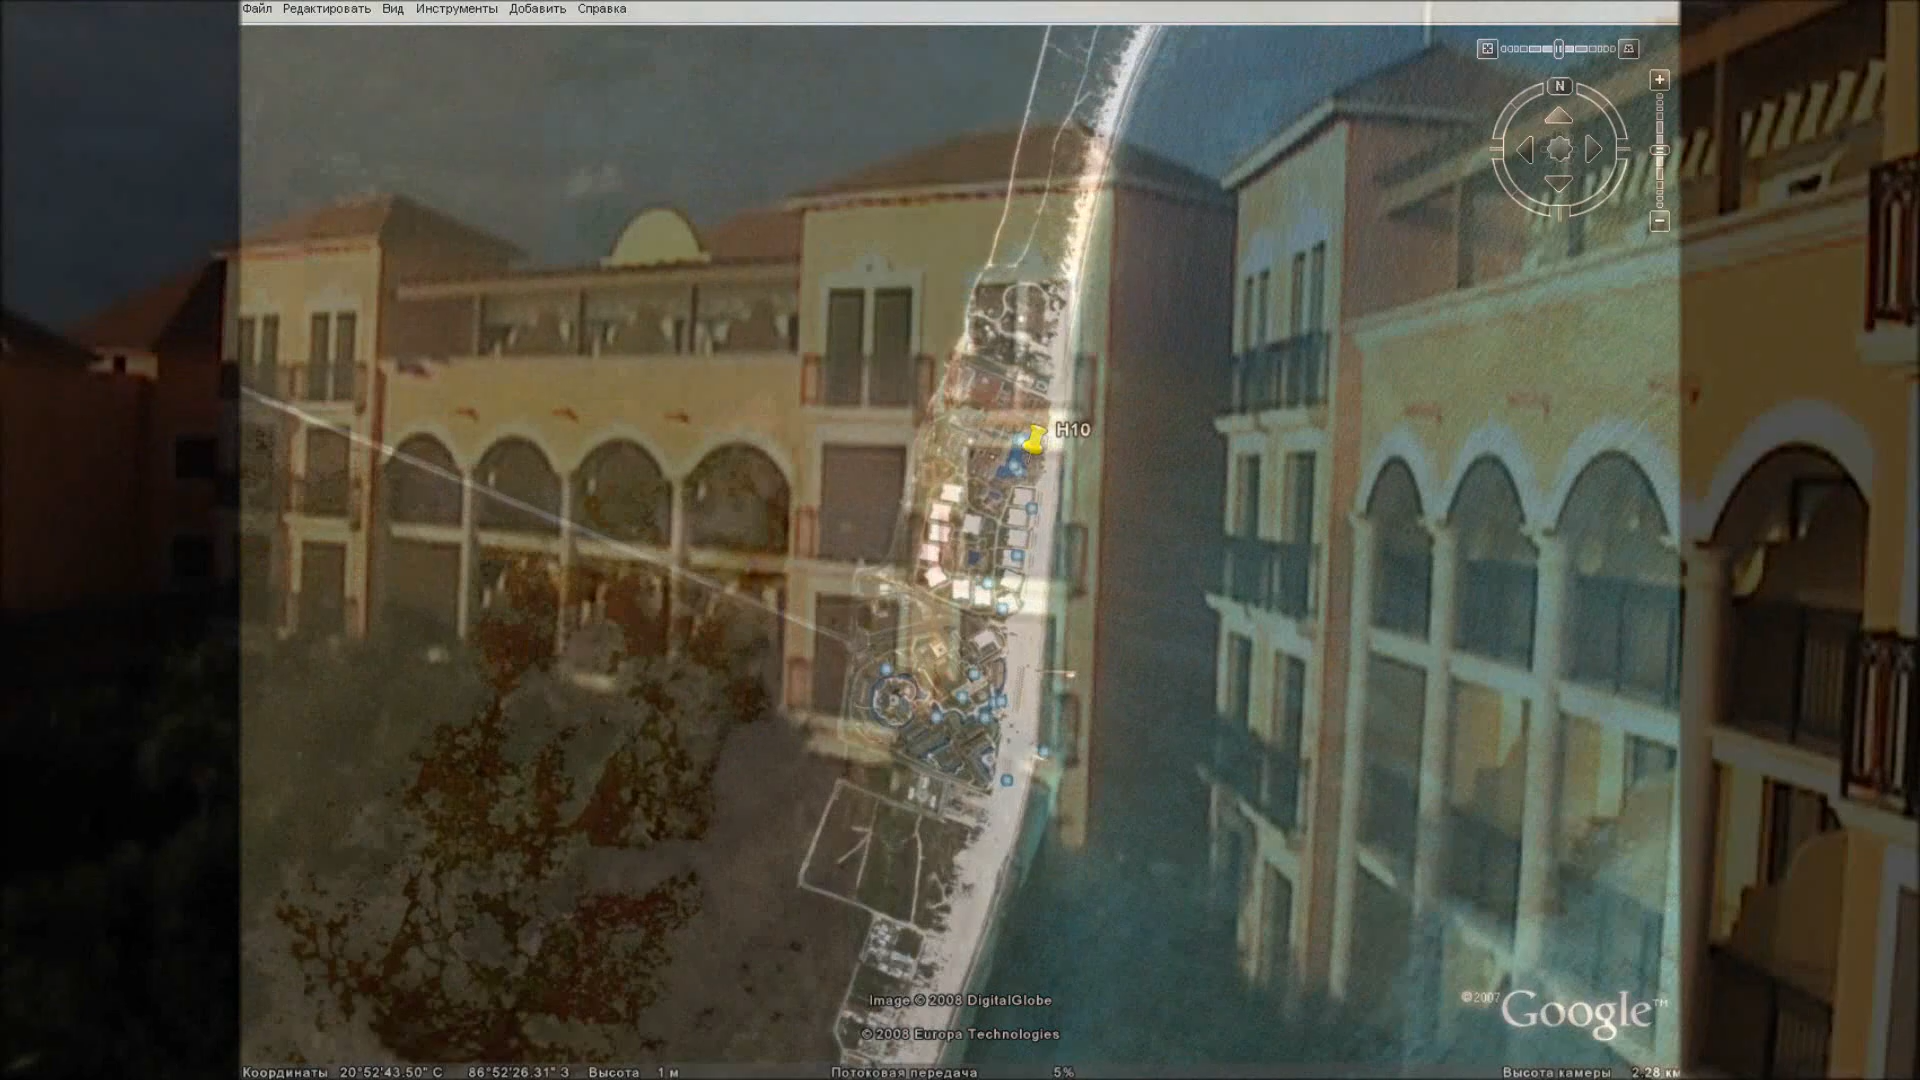 Файл Редактировать Вид Инструменты Добавить Справка
N
H10
Image © 2008 DigitalGlobe
© 2008 Europa Technologies
©2007 Google™
Координаты 20°52'43.50" С 86°52'26.31" З Высота 1 м Потоковая передача 5% Высота камеры 2.28 км